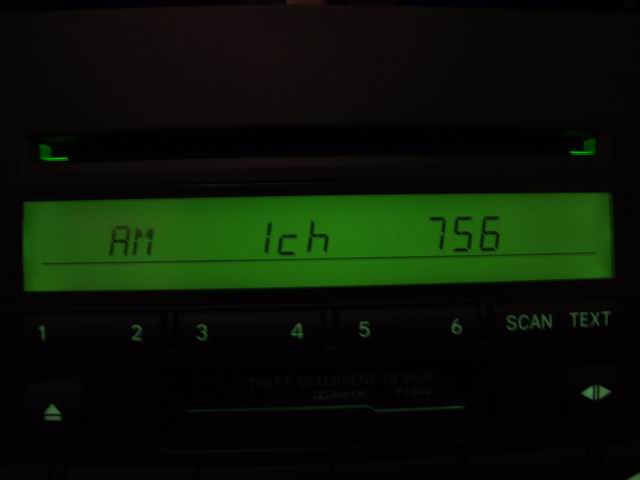 AM 1ch 756
1 2 3 4 5 6 SCAN TEXT
THEFT DETERRENT DESIGN